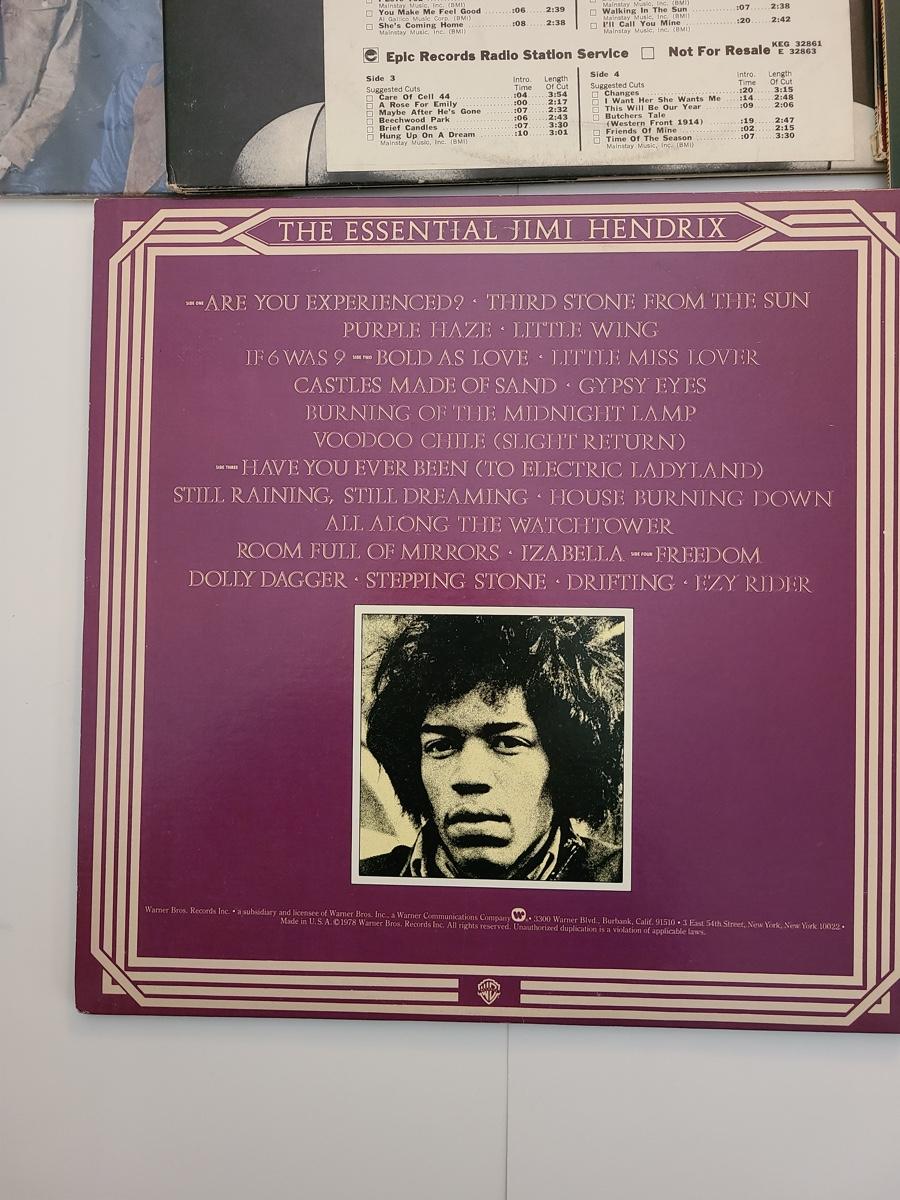 You Make Me Feel Good :06 2:39
Al Gallico Music Corp. (BMI)
She's Coming Home :08 2:38
Mainstay Music, Inc. (BMI)
Mainstay Music, Inc. (BMI)
Walking In The Sun :07 2:38
Mainstay Music, Inc. (BMI)
I'll Call You Mine :20 2:42
Mainstay Music, Inc. (BMI)
Epic Records Radio Station Service Not For Resale KEG 32861
E 32863
Side 3 Intro. Length
Suggested Cuts Time Of Cut
Care Of Cell 44 :04 3:54
A Rose For Emily :00 2:17
Maybe After He's Gone :07 2:32
Beechwood Park :06 2:43
Brief Candles :07 3:30
Hung Up On A Dream :10 3:01
Mainstay Music, Inc. (BMI)
Side 4 Intro. Length
Suggested Cuts Time Of Cut
Changes :20 3:15
I Want Her She Wants Me :14 2:48
This Will Be Our Year :09 2:06
Butchers Tale
(Western Front 1914) :19 2:47
Friends Of Mine :02 2:15
Time Of The Season :07 3:30
Mainstay Music, Inc. (BMI)
THE ESSENTIAL JIMI HENDRIX
SIDE ONE ARE YOU EXPERIENCED? · THIRD STONE FROM THE SUN
PURPLE HAZE · LITTLE WING
IF 6 WAS 9 SIDE TWO BOLD AS LOVE · LITTLE MISS LOVER
CASTLES MADE OF SAND · GYPSY EYES
BURNING OF THE MIDNIGHT LAMP
VOODOO CHILE (SLIGHT RETURN)
SIDE THREE HAVE YOU EVER BEEN (TO ELECTRIC LADYLAND)
STILL RAINING, STILL DREAMING · HOUSE BURNING DOWN
ALL ALONG THE WATCHTOWER
ROOM FULL OF MIRRORS · IZABELLA SIDE FOUR FREEDOM
DOLLY DAGGER · STEPPING STONE · DRIFTING · EZY RIDER
Warner Bros. Records Inc. • a subsidiary and licensee of Warner Bros. Inc., a Warner Communications Company • 3300 Warner Blvd., Burbank, Calif. 91510 • 3 East 54th Street, New York, New York 10022 •
Made in U.S.A. ©1978 Warner Bros. Records Inc. All rights reserved. Unauthorized duplication is a violation of applicable laws.